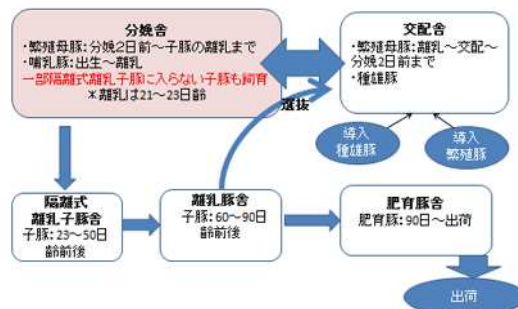 分娩舎
・繁殖母豚:分娩2日前～子豚の離乳まで
・哺乳豚:出生～離乳
一部隔離式離乳子豚に入らない子豚も飼育
＊離乳は21～23日齢
交配舎
・繁殖母豚:離乳～交配～
分娩2日前まで
・種雄豚
選抜
導入
種雄豚
導入
繁殖豚
隔離式
離乳子豚舎
子豚:23～50日
齢前後
離乳豚舎
子豚:60～90日
齢前後
肥育豚舎
肥育豚:90日～出荷
出荷